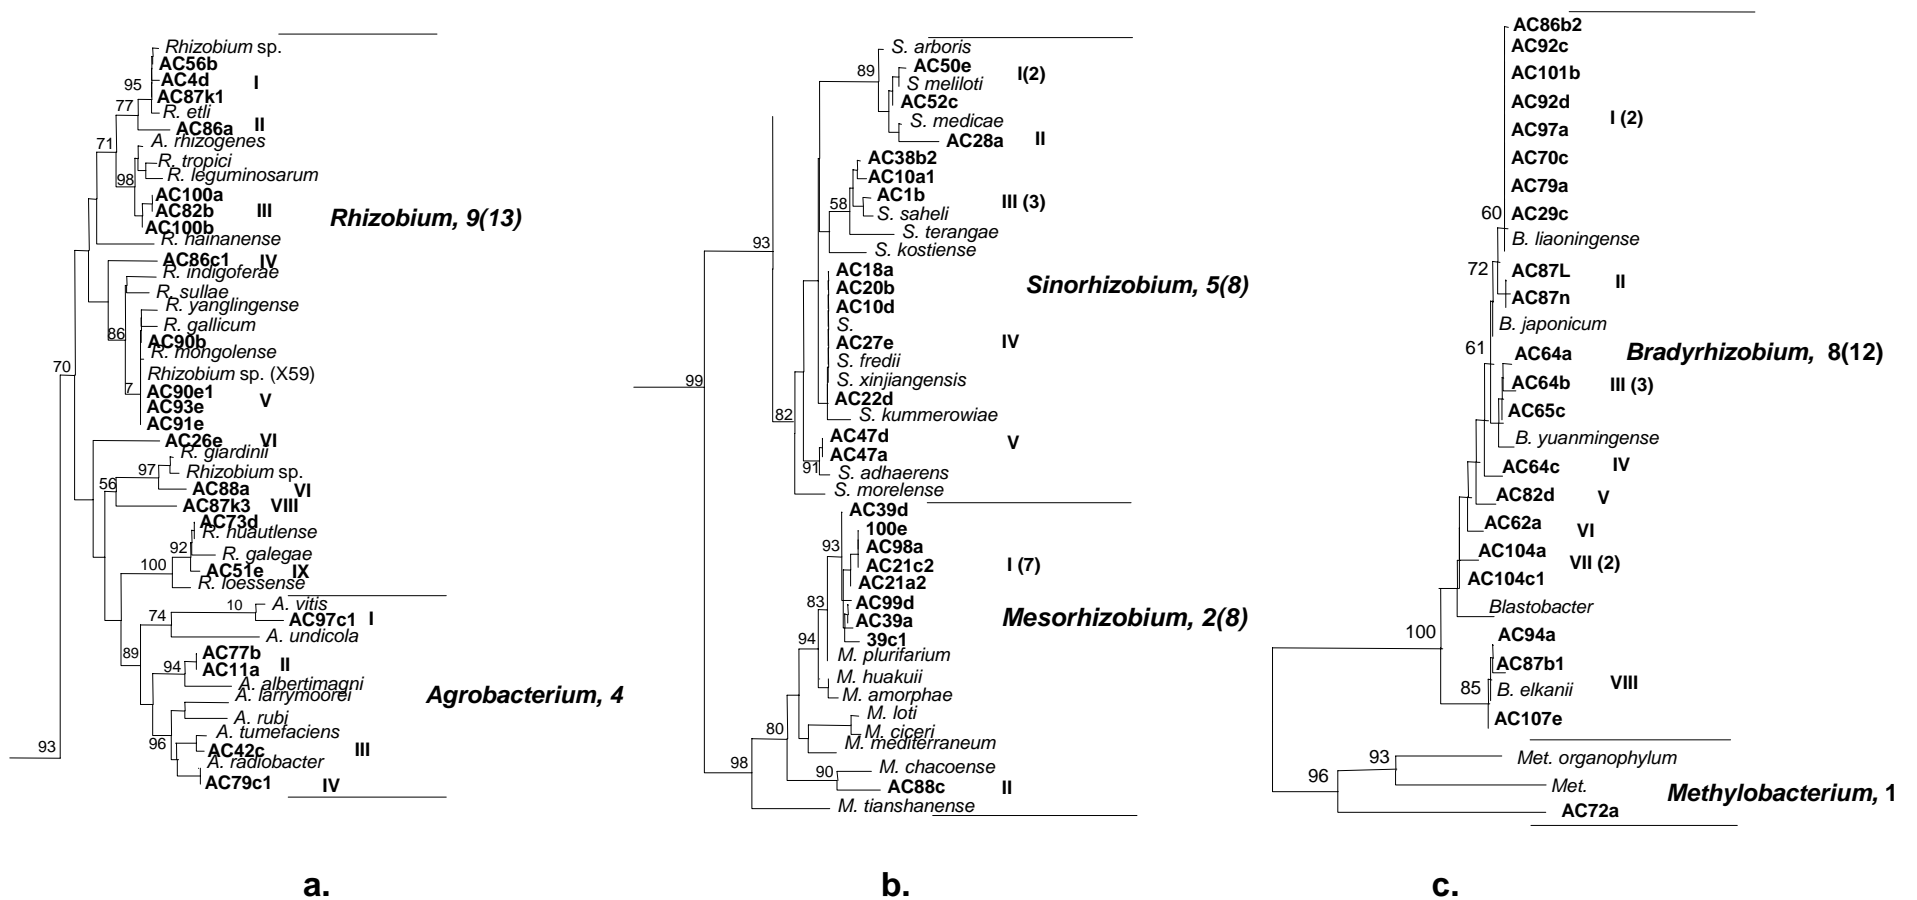 Rhizobium sp.
AC56b
AC4d
I
95
AC87k1
77
R. etli
AC86a
II
A. rhizogenes
71
R. tropici
R. leguminosarum
98
AC100a
AC82b
III
AC100b
R. hainanense
Rhizobium, 9(13)
AC86c1
IV
R. indigoferae
R. sullae
R. yanglingense
R. gallicum
86
AC90b
R. mongolense
70
Rhizobium sp. (X59)
7
AC90e1
AC93e
V
AC91e
AC26e
VI
R. giardinii
97
Rhizobium sp.
56
AC88a
VI
AC87k3
VIII
AC73d
R. huautlense
92
R. galegae
100
AC51e
IX
R. loessense
10
A. vitis
74
AC97c1
I
A. undicola
89
AC77b
94
AC11a
II
A. albertimagni
A. larrymoorei
Agrobacterium, 4
A. rubi
A. tumefaciens
96
AC42c
III
93
A. radiobacter
AC79c1
IV
a.
S. arboris
89
AC50e
I(2)
S meliloti
AC52c
S. medicae
AC28a
II
AC38b2
AC10a1
AC1b
III (3)
58
S. saheli
S. terangae
93
S. kostiense
AC18a
AC20b
Sinorhizobium, 5(8)
AC10d
S.
AC27e
IV
S. fredii
99
S. xinjiangensis
AC22d
82
S. kummerowiae
AC47d
V
AC47a
91
S. adhaerens
S. morelense
AC39d
100e
93
AC98a
AC21c2
I (7)
AC21a2
83
AC99d
AC39a
Mesorhizobium, 2(8)
94
39c1
M. plurifarium
M. huakuii
M. amorphae
M. loti
80
M. ciceri
M. mediterraneum
98
M. chacoense
90
AC88c
II
M. tianshanense
b.
AC86b2
AC92c
AC101b
AC92d
I (2)
AC97a
AC70c
AC79a
60
AC29c
B. liaoningense
72
AC87L
II
AC87n
B. japonicum
61
AC64a
Bradyrhizobium, 8(12)
AC64b
III (3)
AC65c
B. yuanmingense
AC64c
IV
AC82d
V
AC62a
VI
AC104a
VII (2)
AC104c1
Blastobacter
100
AC94a
AC87b1
85
B. elkanii
VIII
AC107e
93
Met. organophylum
96
Met.
Methylobacterium, 1
AC72a
c.